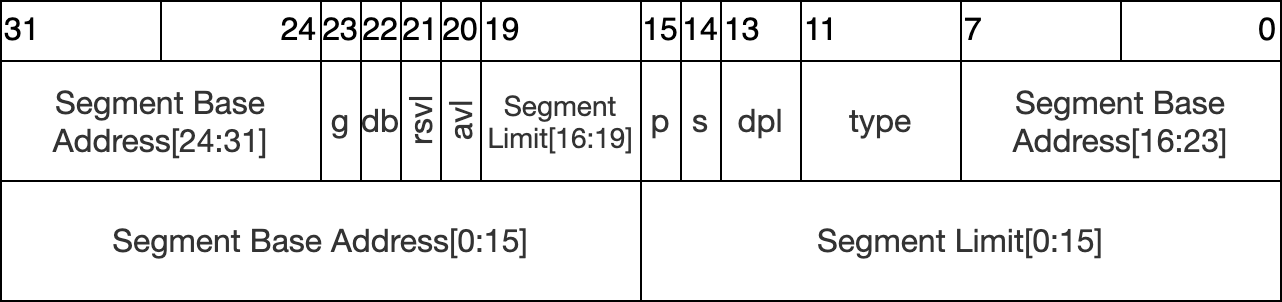 31 24 23 22 21 20 19 15 14 13 11 7 0
Segment Base
Address[24:31]
g
db
rsvl
avl
Segment
Limit[16:19]
p
s
dpl
type
Segment Base
Address[16:23]
Segment Base Address[0:15]
Segment Limit[0:15]